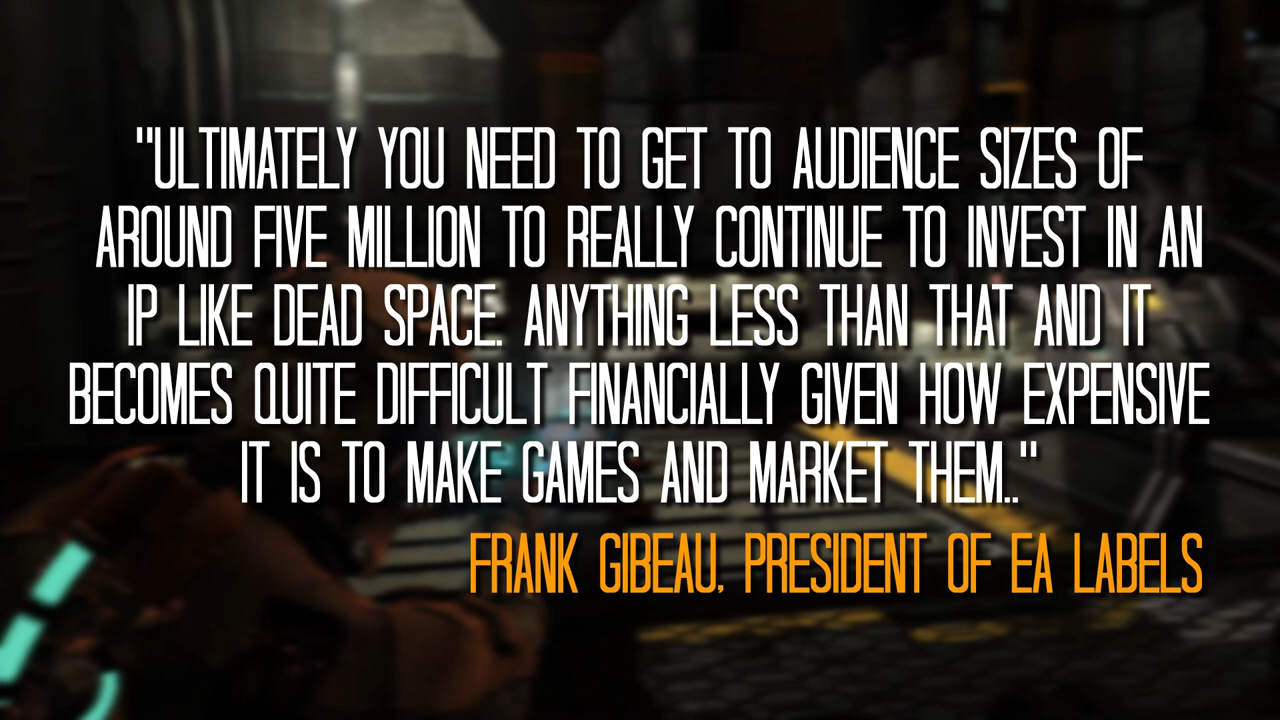 "ULTIMATELY YOU NEED TO GET TO AUDIENCE SIZES OF
AROUND FIVE MILLION TO REALLY CONTINUE TO INVEST IN AN
IP LIKE DEAD SPACE. ANYTHING LESS THAN THAT AND IT
BECOMES QUITE DIFFICULT FINANCIALLY GIVEN HOW EXPENSIVE
IT IS TO MAKE GAMES AND MARKET THEM.."
FRANK GIBEAU, PRESIDENT OF EA LABELS